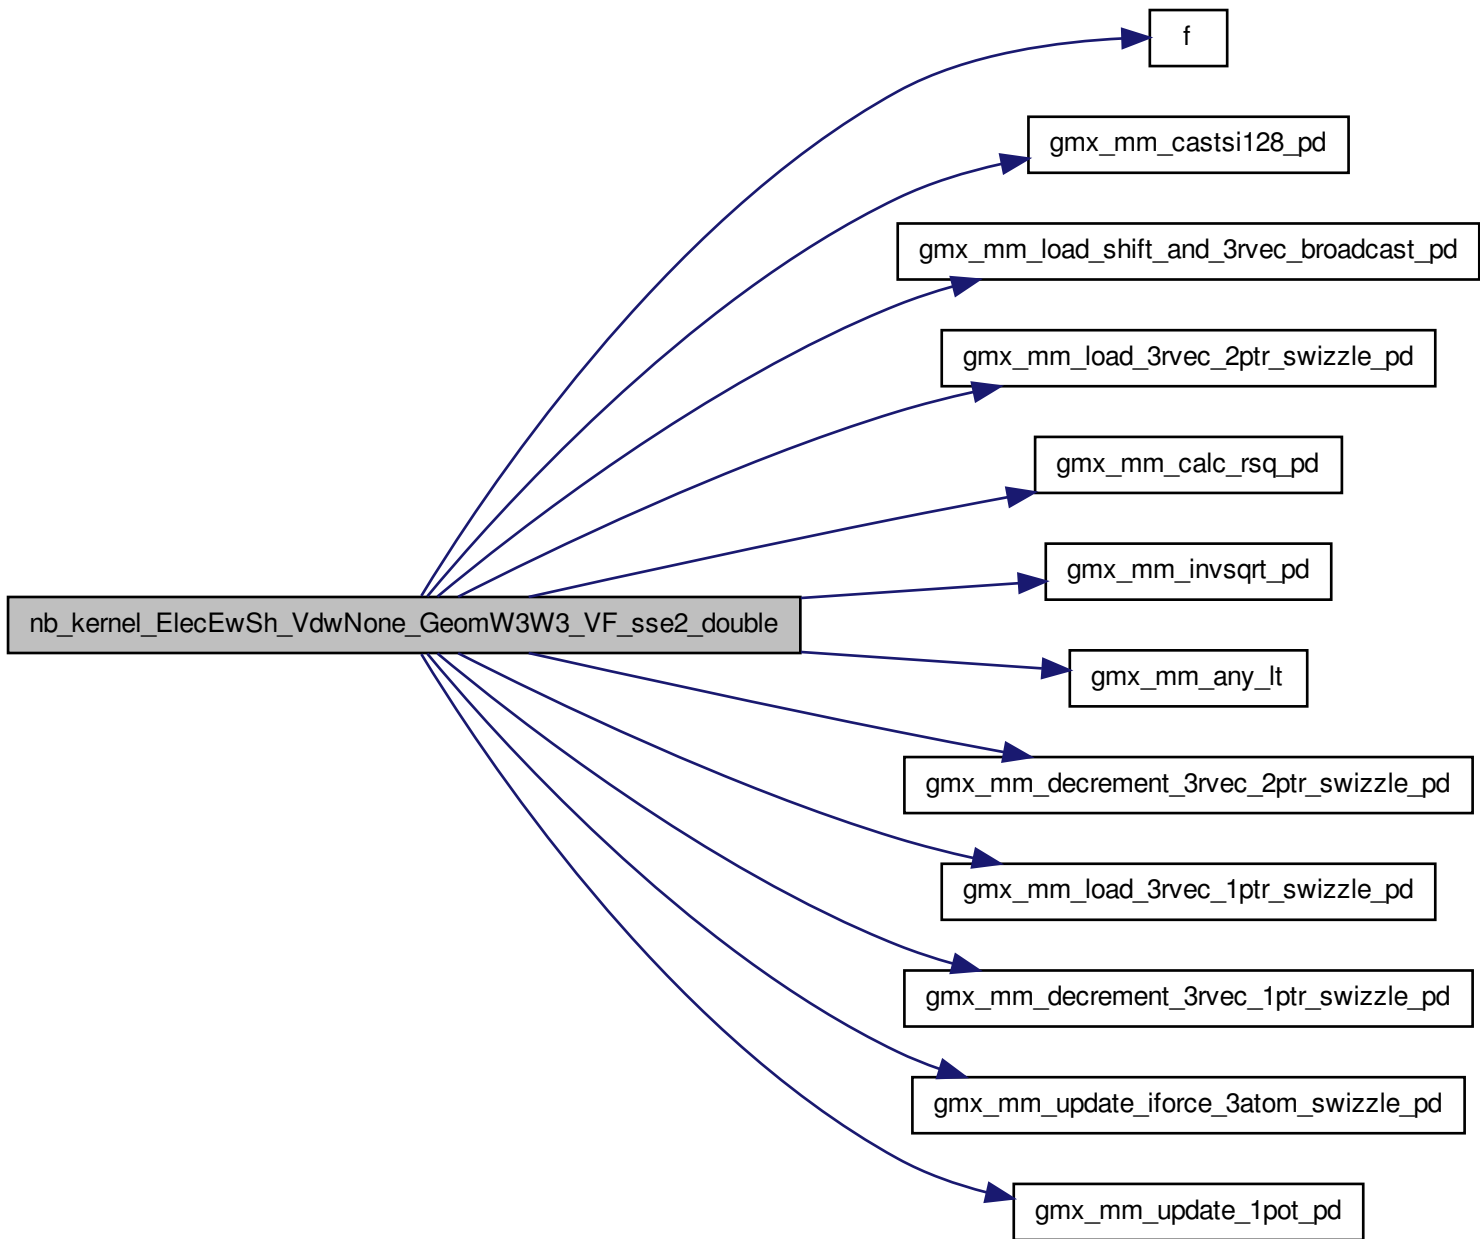 f
gmx_mm_castsi128_pd
gmx_mm_load_shift_and_3rvec_broadcast_pd
gmx_mm_load_3rvec_2ptr_swizzle_pd
gmx_mm_calc_rsq_pd
gmx_mm_invsqrt_pd
nb_kernel_ElecEwSh_VdwNone_GeomW3W3_VF_sse2_double
gmx_mm_any_lt
gmx_mm_decrement_3rvec_2ptr_swizzle_pd
gmx_mm_load_3rvec_1ptr_swizzle_pd
gmx_mm_decrement_3rvec_1ptr_swizzle_pd
gmx_mm_update_iforce_3atom_swizzle_pd
gmx_mm_update_1pot_pd